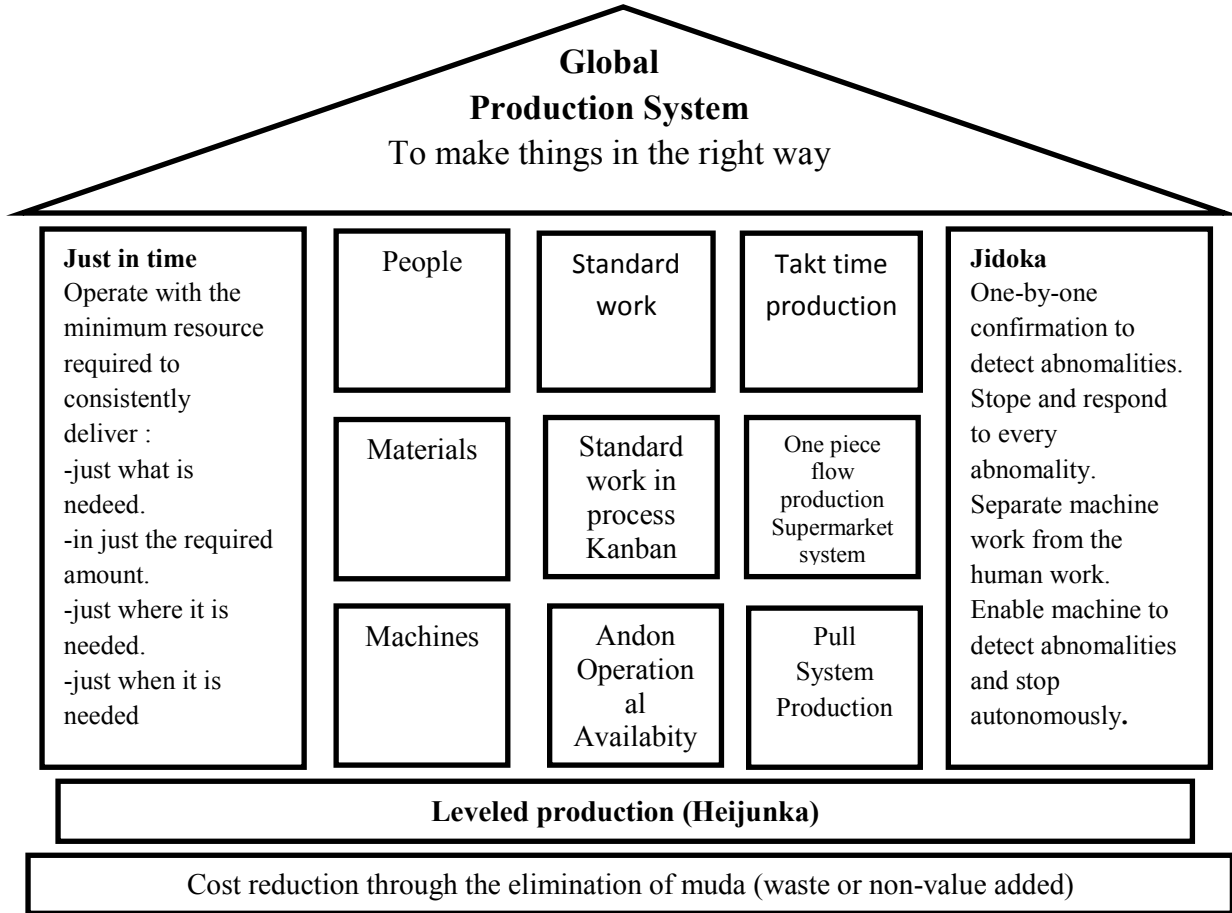 Global
Production System
To make things in the right way
Just in time
Operate with the
minimum resource
required to
consistently
deliver :
-just what is
nedeed.
-in just the required
amount.
-just where it is
needed.
-just when it is
needed
People
Standard
work
Takt time
production
Materials
Standard
work in
process
Kanban
One piece
flow
production
Supermarket
system
Machines
Andon
Operation
al
Availabity
Pull
System
Production
Jidoka
One-by-one
confirmation to
detect abnomalities.
Stope and respond
to every
abnomality.
Separate machine
work from the
human work.
Enable machine to
detect abnomalities
and stop
autonomously.
Leveled production (Heijunka)
Cost reduction through the elimination of muda (waste or non-value added)